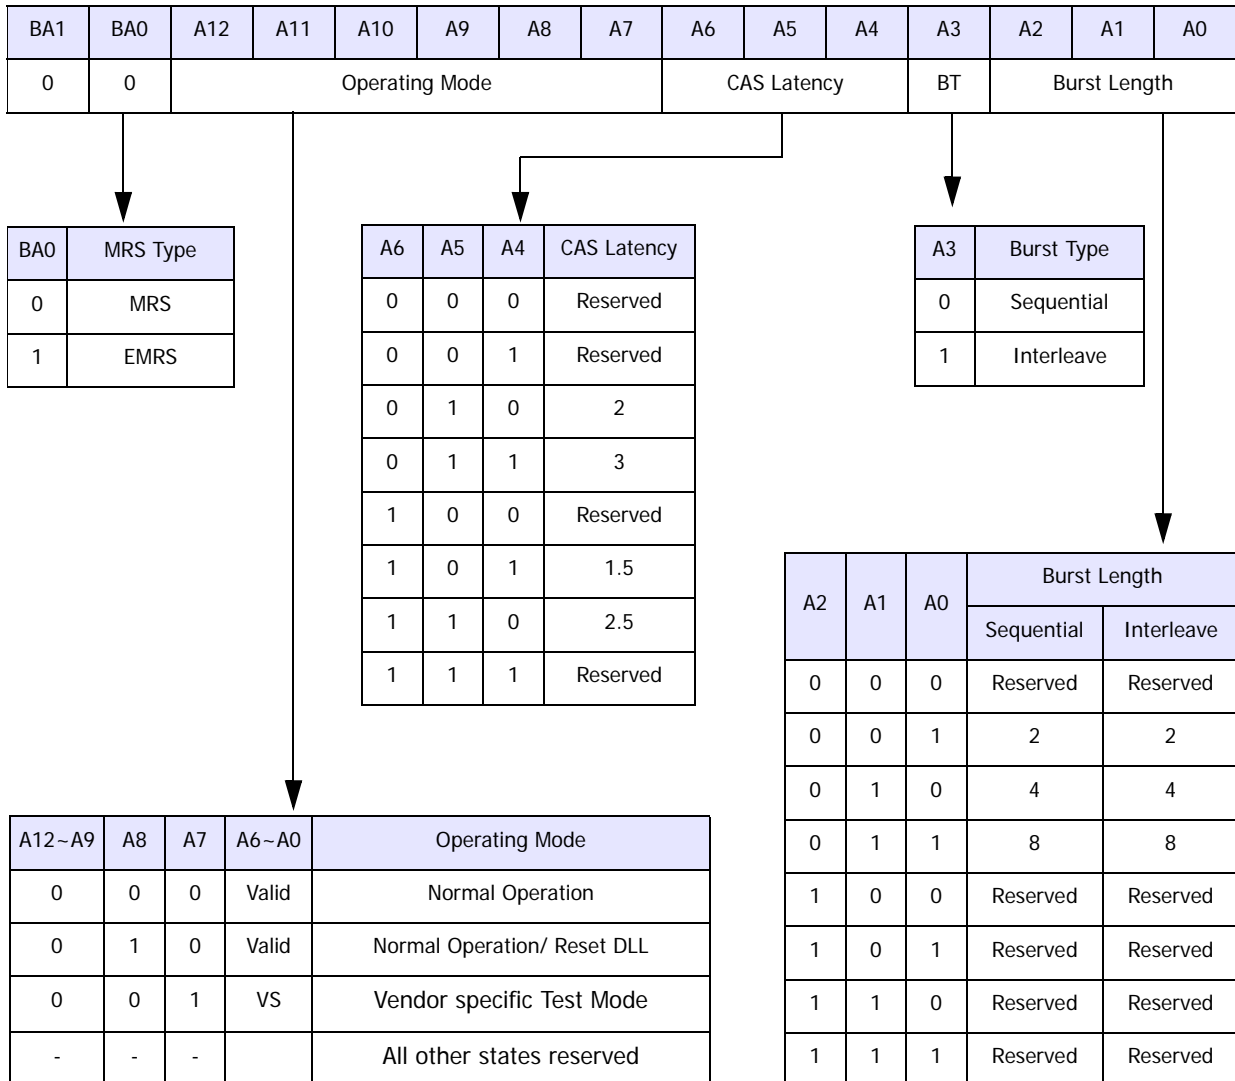 BA1 BA0 A12 A11 A10 A9 A8 A7 A6 A5 A4 A3 A2 A1 A0
0 0 Operating Mode CAS Latency BT Burst Length
BA0 MRS Type
0 MRS
1 EMRS
A6 A5 A4 CAS Latency
0 0 0 Reserved
0 0 1 Reserved
0 1 0 2
0 1 1 3
1 0 0 Reserved
1 0 1 1.5
1 1 0 2.5
1 1 1 Reserved
A3 Burst Type
0 Sequential
1 Interleave
A2 A1 A0 Burst Length
Sequential Interleave
0 0 0 Reserved Reserved
0 0 1 2 2
0 1 0 4 4
0 1 1 8 8
1 0 0 Reserved Reserved
1 0 1 Reserved Reserved
1 1 0 Reserved Reserved
1 1 1 Reserved Reserved
A12~A9 A8 A7 A6~A0 Operating Mode
0 0 0 Valid Normal Operation
0 1 0 Valid Normal Operation/ Reset DLL
0 0 1 VS Vendor specific Test Mode
- - - All other states reserved